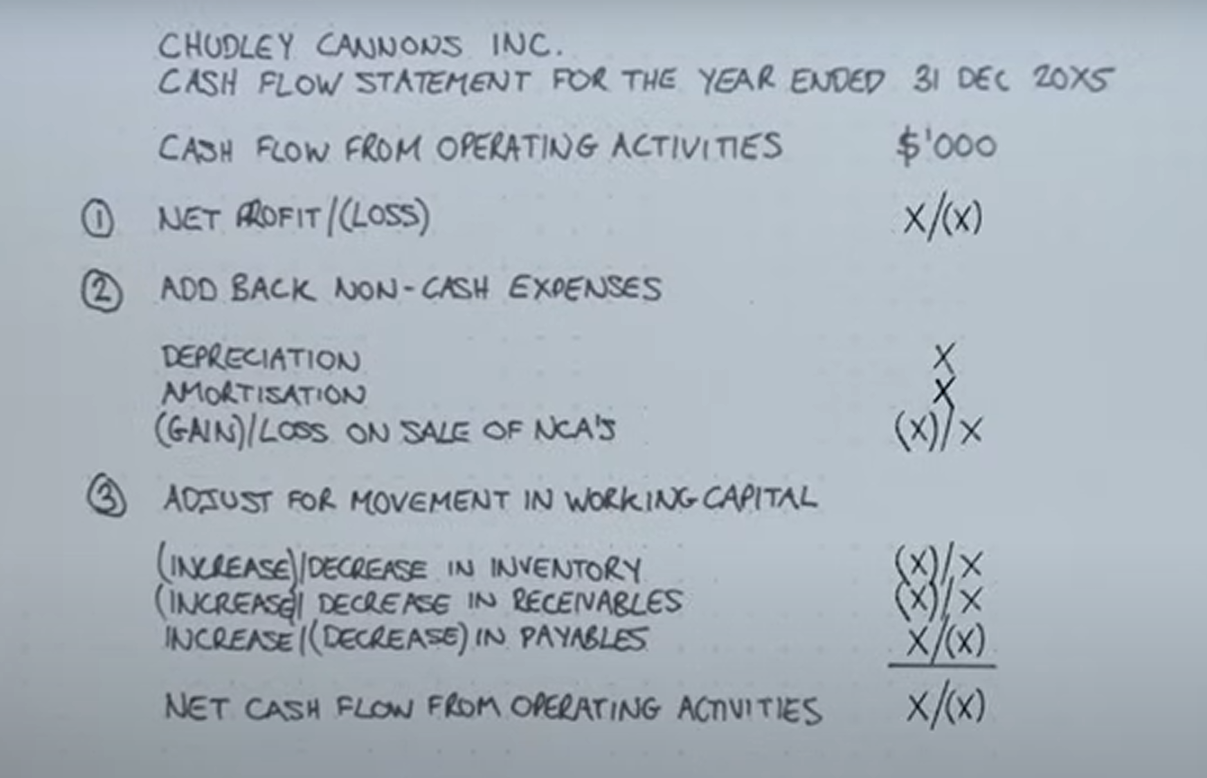 CHUDLEY CANNONS INC.
CASH FLOW STATEMENT FOR THE YEAR ENDED 31 DEC 20X5
CASH FLOW FROM OPERATING ACTIVITIES $'000
① NET PROFIT/(LOSS) X/(X)
② ADD BACK NON-CASH EXPENSES
DEPRECIATION X
AMORTISATION X
(GAIN)/LOSS ON SALE OF NCA'S (X)/X
③ ADJUST FOR MOVEMENT IN WORKING CAPITAL
(INCREASE)/DECREASE IN INVENTORY (X)/X
(INCREASE)/DECREASE IN RECEIVABLES (X)/X
INCREASE/(DECREASE) IN PAYABLES X/(X)
NET CASH FLOW FROM OPERATING ACTIVITIES X/(X)